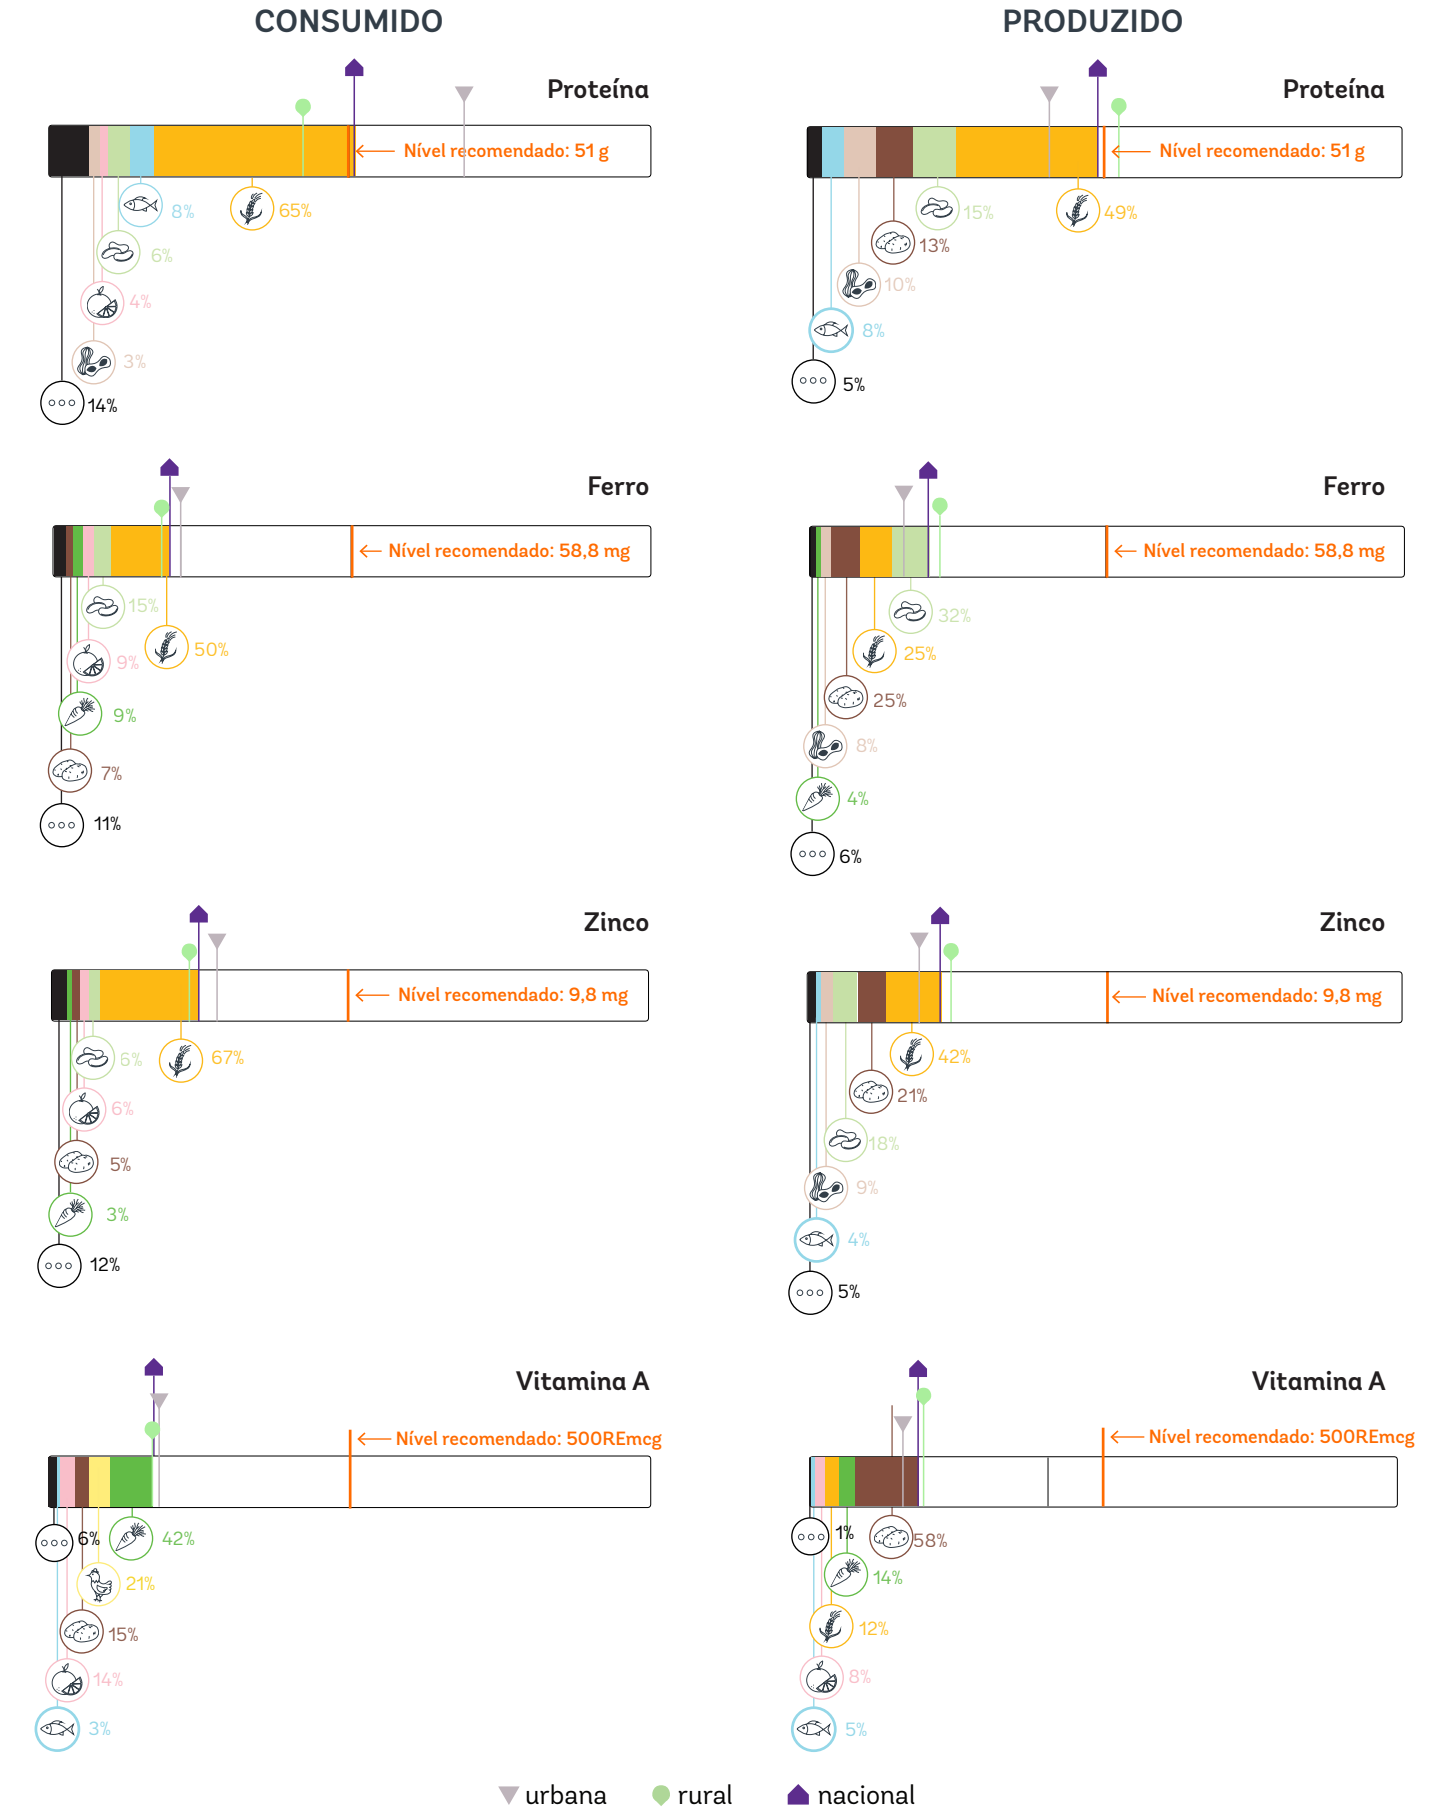 CONSUMIDO
PRODUZIDO
Proteína
Nível recomendado: 51 g
8%
65%
6%
4%
3%
14%
Proteína
Nível recomendado: 51 g
15%
49%
13%
10%
8%
5%
Ferro
Nível recomendado: 58,8 mg
15%
50%
9%
9%
7%
11%
Ferro
Nível recomendado: 58,8 mg
32%
25%
25%
8%
4%
6%
Zinco
Nível recomendado: 9,8 mg
6%
67%
6%
5%
3%
12%
Zinco
Nível recomendado: 9,8 mg
42%
21%
18%
9%
4%
5%
Vitamina A
Nível recomendado: 500REmcg
6%
42%
21%
15%
14%
3%
Vitamina A
Nível recomendado: 500REmcg
1%
58%
14%
12%
8%
5%
urbana
rural
nacional